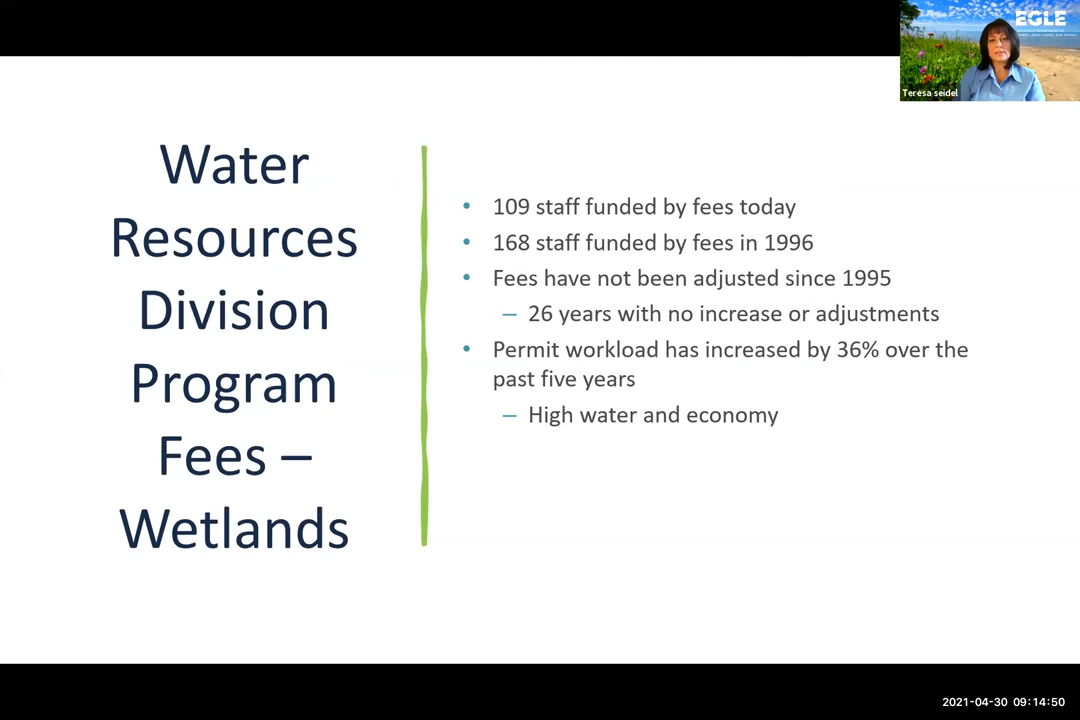 EGLE
Teresa seidel
Water
Resources
Division
Program
Fees –
Wetlands
• 109 staff funded by fees today
• 168 staff funded by fees in 1996
• Fees have not been adjusted since 1995
– 26 years with no increase or adjustments
• Permit workload has increased by 36% over the
past five years
– High water and economy
2021-04-30 09:14:50